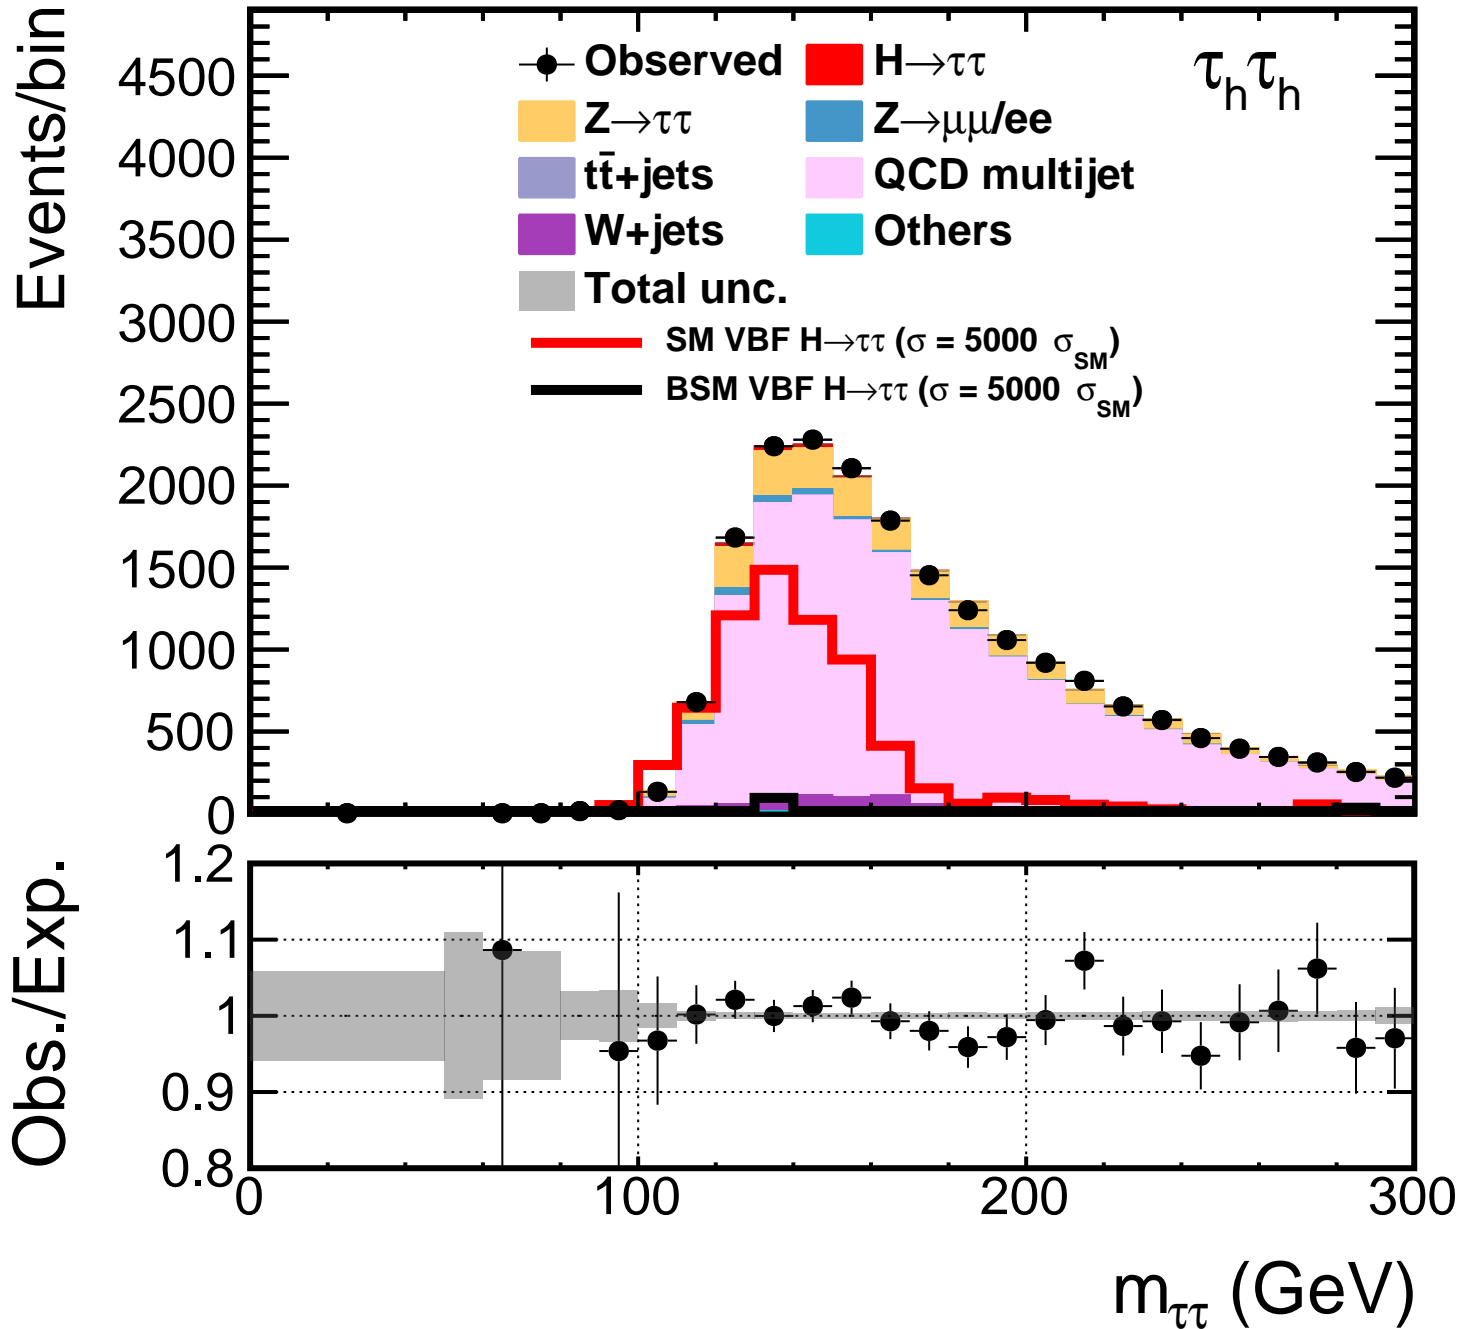 Events/bin
4500
4000
3500
3000
2500
2000
1500
1000
500
0
Observed
H→ττ
τhτh
Z→ττ
Z→μμ/ee
tt̄+jets
QCD multijet
W+jets
Others
Total unc.
SM VBF H→ττ (σ = 5000 σSM)
BSM VBF H→ττ (σ = 5000 σSM)
Obs./Exp.
1.2
1.1
1
0.9
0.8
0 100 200 300
mττ (GeV)